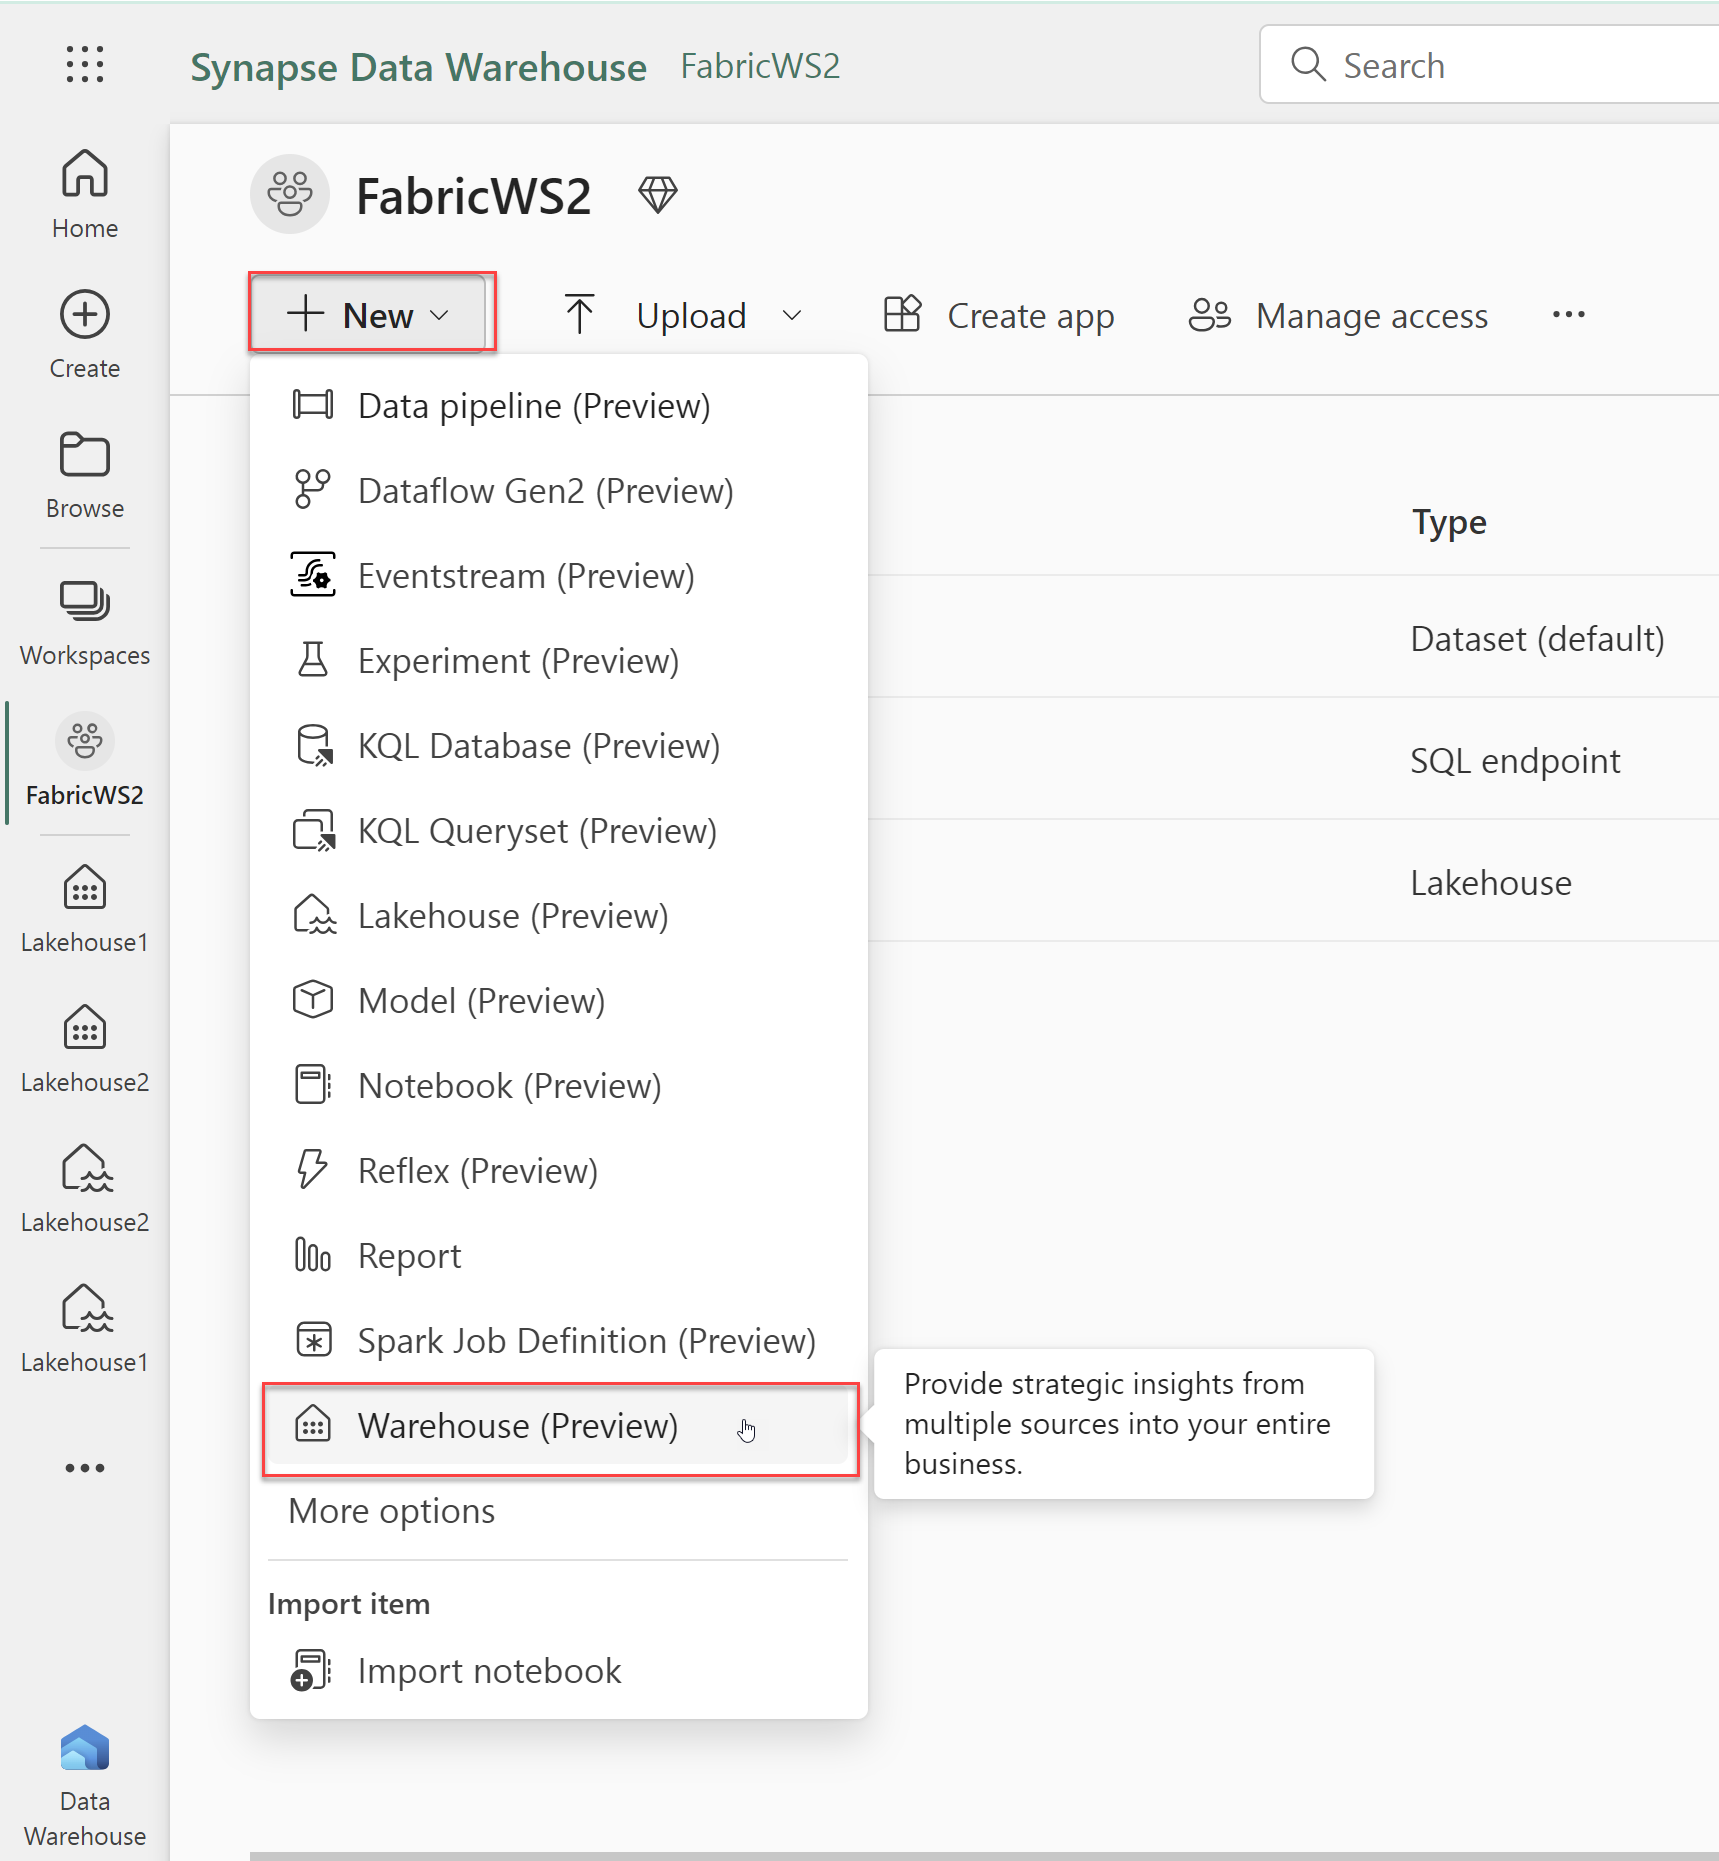 Synapse Data Warehouse FabricWS2 Search
Home
Create
Browse
Workspaces
FabricWS2
Lakehouse1
Lakehouse2
Lakehouse2
Lakehouse1
Data
Warehouse
FabricWS2
New Upload Create app Manage access
Data pipeline (Preview)
Dataflow Gen2 (Preview)
Eventstream (Preview)
Experiment (Preview)
KQL Database (Preview)
KQL Queryset (Preview)
Lakehouse (Preview)
Model (Preview)
Notebook (Preview)
Reflex (Preview)
Report
Spark Job Definition (Preview)
Warehouse (Preview)
More options
Import item
Import notebook
Provide strategic insights from
multiple sources into your entire
business.
Type
Dataset (default)
SQL endpoint
Lakehouse